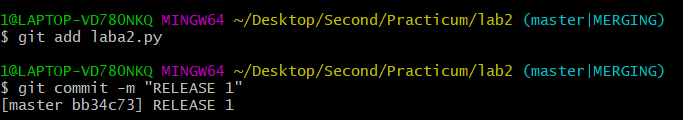 1@LAPTOP-VD780NKQ MINGW64 ~/Desktop/Second/Practicum/lab2 (master|MERGING)
$ git add laba2.py
1@LAPTOP-VD780NKQ MINGW64 ~/Desktop/Second/Practicum/lab2 (master|MERGING)
$ git commit -m "RELEASE 1"
[master bb34c73] RELEASE 1